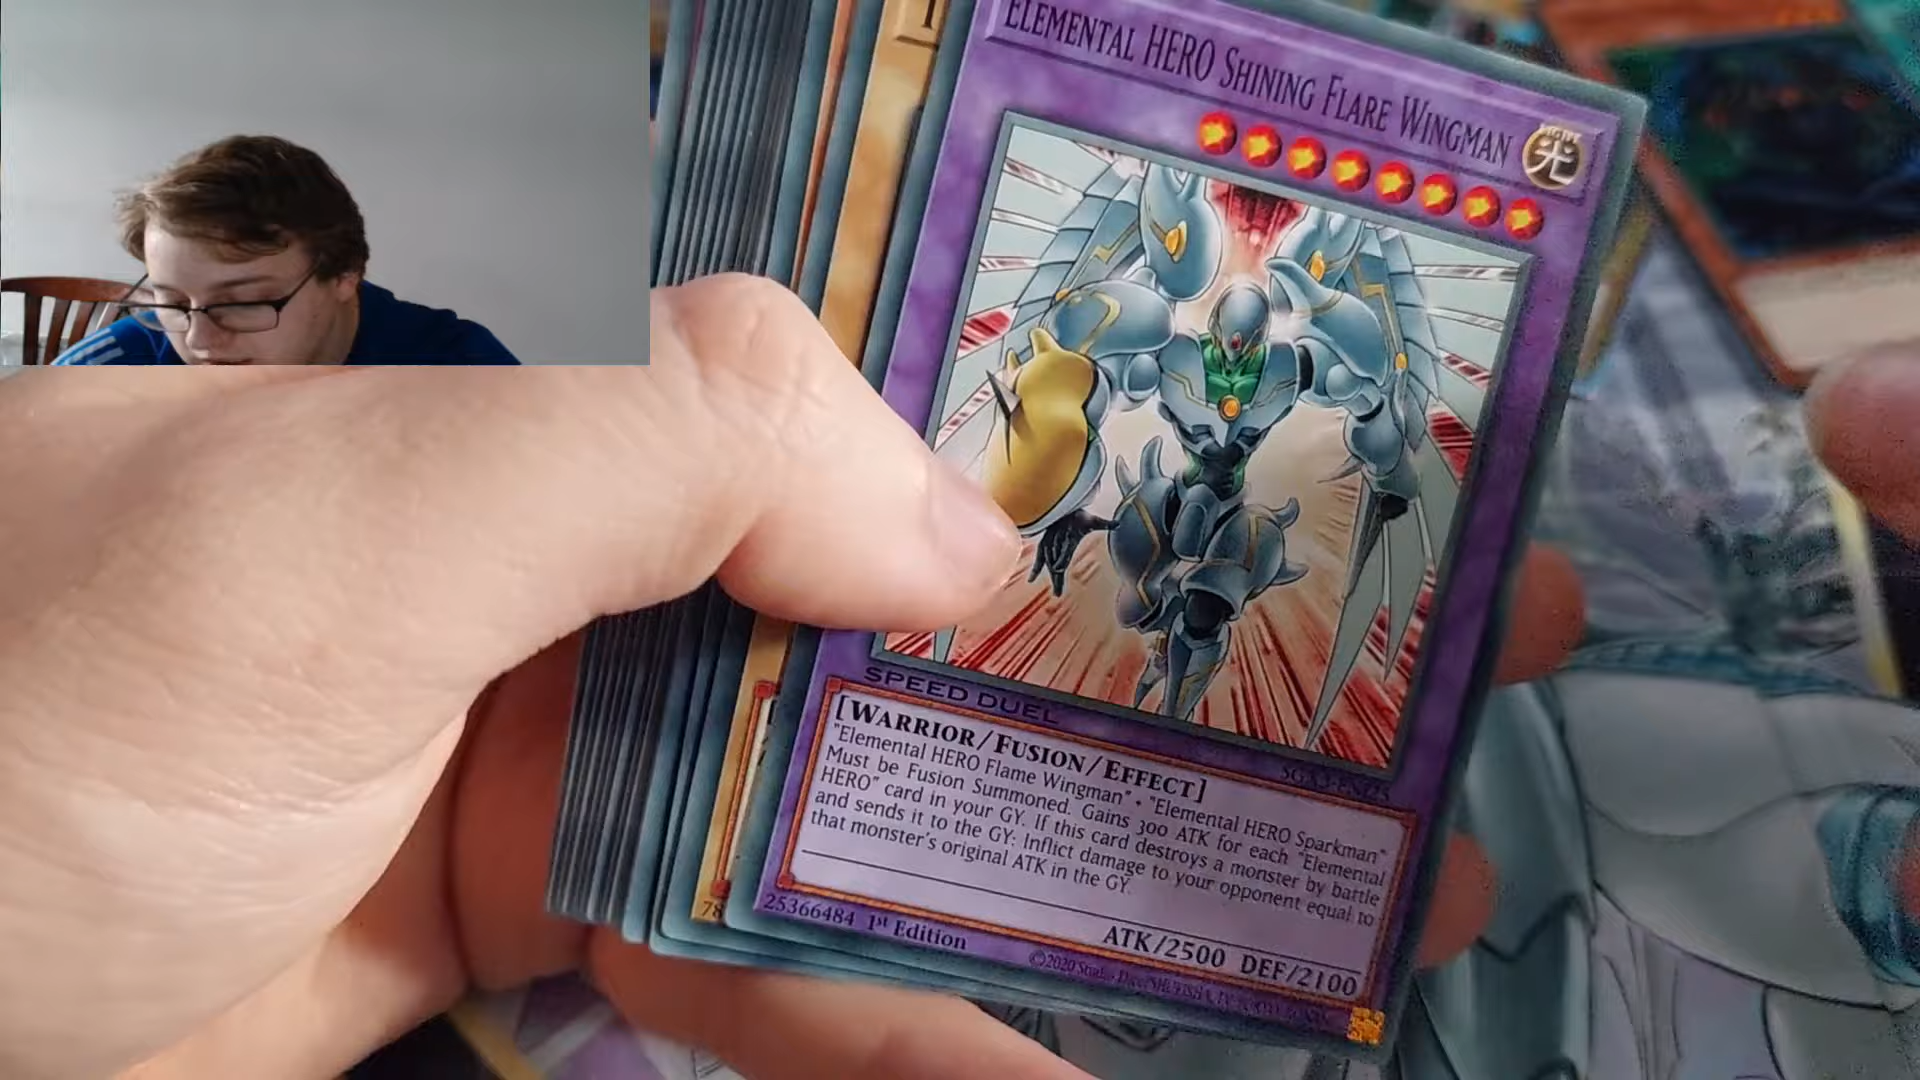 ELEMENTAL HERO SHINING FLARE WINGMAN
光
SPEED DUEL
[WARRIOR/FUSION/EFFECT]
"Elemental HERO Flame Wingman" • "Elemental HERO Sparkman"
Must be Fusion Summoned. Gains 300 ATK for each "Elemental
HERO" card in your GY. If this card destroys a monster by battle
and sends it to the GY: Inflict damage to your opponent equal to
that monster's original ATK in the GY.
ATK/2500 DEF/2100
78
25366484 1st Edition
©2020